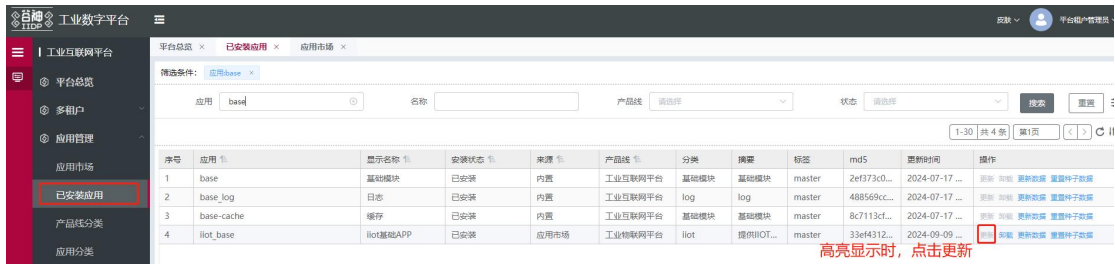 谷神 IIDP 工业数字平台
皮肤
平台租户管理员
工业互联网平台
平台总览
多租户
应用管理
应用市场
已安装应用
产品线分类
应用分类
平台总览 × 已安装应用 × 应用市场 ×
筛选条件: 应用:base ×
应用 base 名称 产品线 请选择 状态 请选择 搜索 重置
1-30 共 4 条 第1页
序号 应用 显示名称 安装状态 来源 产品线 分类 摘要 标签 md5 更新时间 操作
1 base 基础模块 已安装 内置 工业互联网平台 基础模块 基础模块 master 2ef373c0... 2024-07-17 ... 更新 卸载 更新数据 重置种子数据
2 base_log 日志 已安装 内置 工业互联网平台 log log master 488569cc... 2024-07-17 ... 更新 卸载 更新数据 重置种子数据
3 base-cache 缓存 已安装 内置 工业互联网平台 基础模块 基础模块 master 8c7113cf... 2024-07-17 ... 更新 卸载 更新数据 重置种子数据
4 iiot_base iiot基础APP 已安装 应用市场 工业物联网平台 iiot 提供IIOT... master 33ef4312... 2024-09-09 ... 更新 卸载 更新数据 重置种子数据
高亮显示时，点击更新